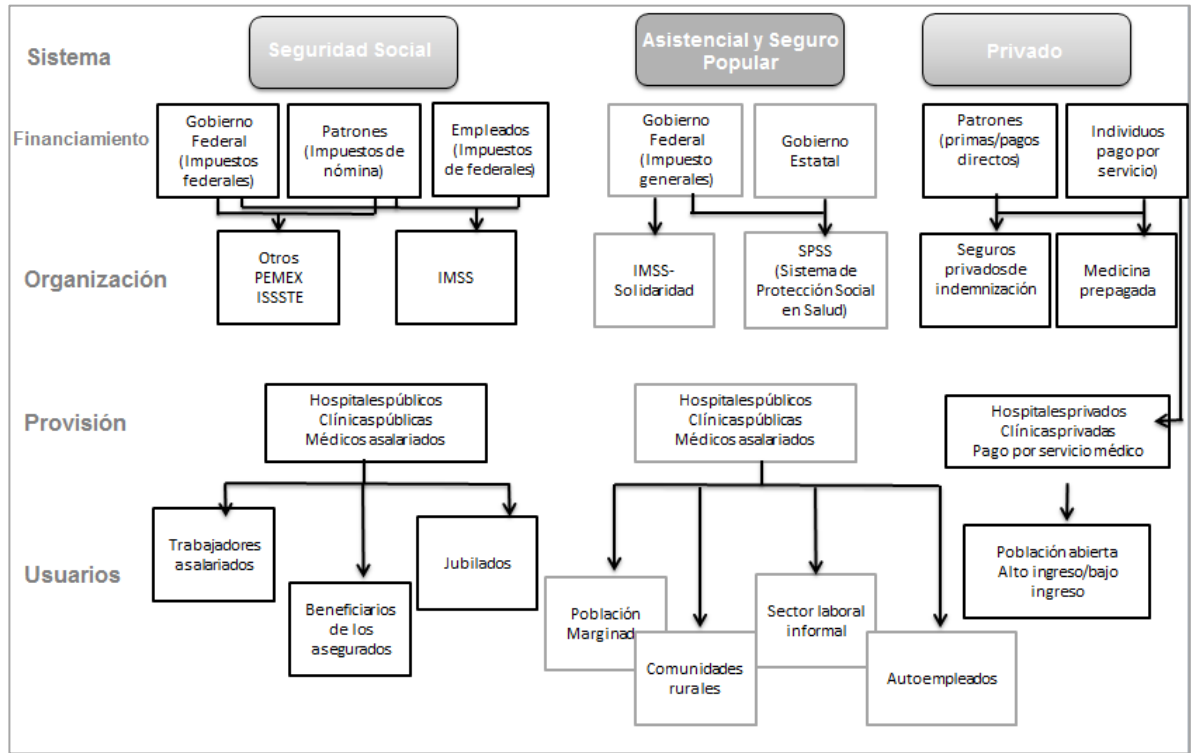 Sistema
Seguridad Social
Asistencial y Seguro
Popular
Privado
Financiamiento
Gobierno
Federal
(Impuestos
federales)
Patrones
(Impuestos de
nómina)
Empleados
(Impuestos
de federales)
Gobierno
Federal
(Impuesto
generales)
Gobierno
Estatal
Patrones
(primas/pagos
directos)
Individuos
pago por
servicio)
Organización
Otros
PEMEX
ISSSTE
IMSS
IMSS-
Solidaridad
SPSS
(Sistema de
Protección Social
en Salud)
Seguros
privados de
indemnización
Medicina
prepagada
Provisión
Hospitales públicos
Clínicas públicas
Médicos asalariados
Hospitales públicos
Clínicas públicas
Médicos asalariados
Hospitales privados
Clínicas privadas
Pago por servicio médico
Usuarios
Trabajadores
asalariados
Beneficiarios
de los
asegurados
Jubilados
Población
Marginad
Comunidades
rurales
Sector laboral
informal
Autoempleados
Población abierta
Alto ingreso/bajo
ingreso